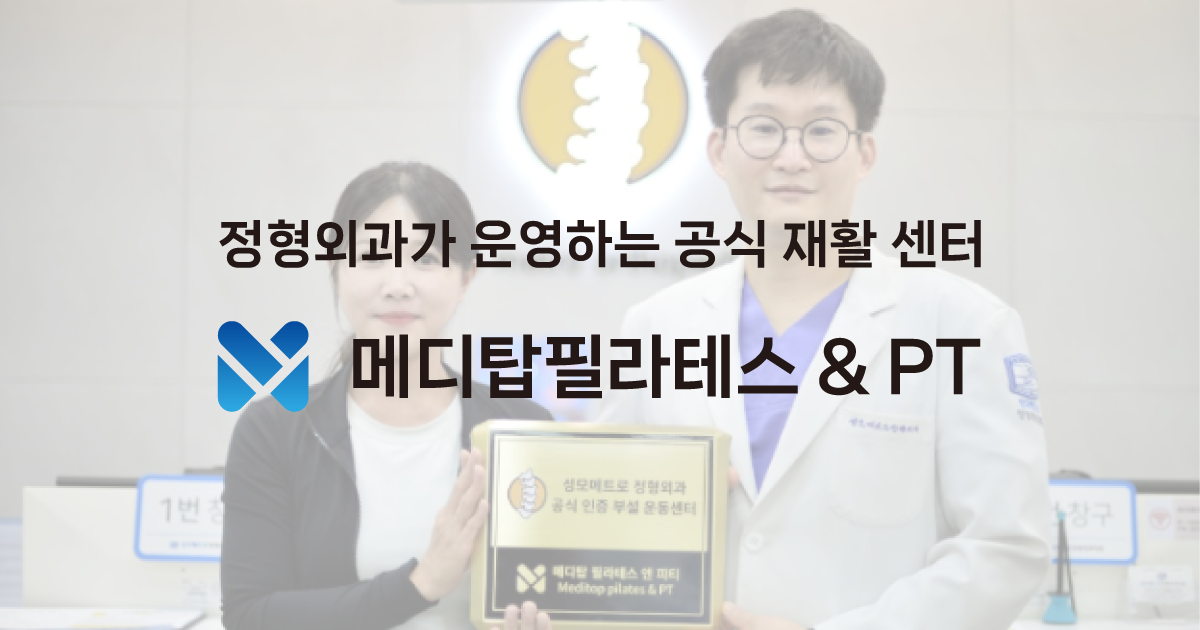 정형외과가 운영하는 공식 재활 센터
메디탑필라테스 & PT
성모메트로 정형외과
공식 인증 부설 운동센터
메디탑 필라테스 앤 피티
Meditop pilates & PT
1번
창구